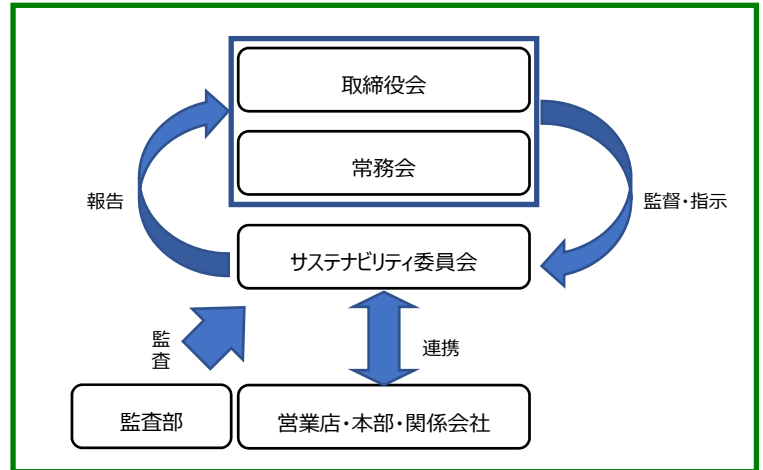 取締役会
常務会
報告
監督・指示
サステナビリティ委員会
監
査
連携
監査部
営業店・本部・関係会社